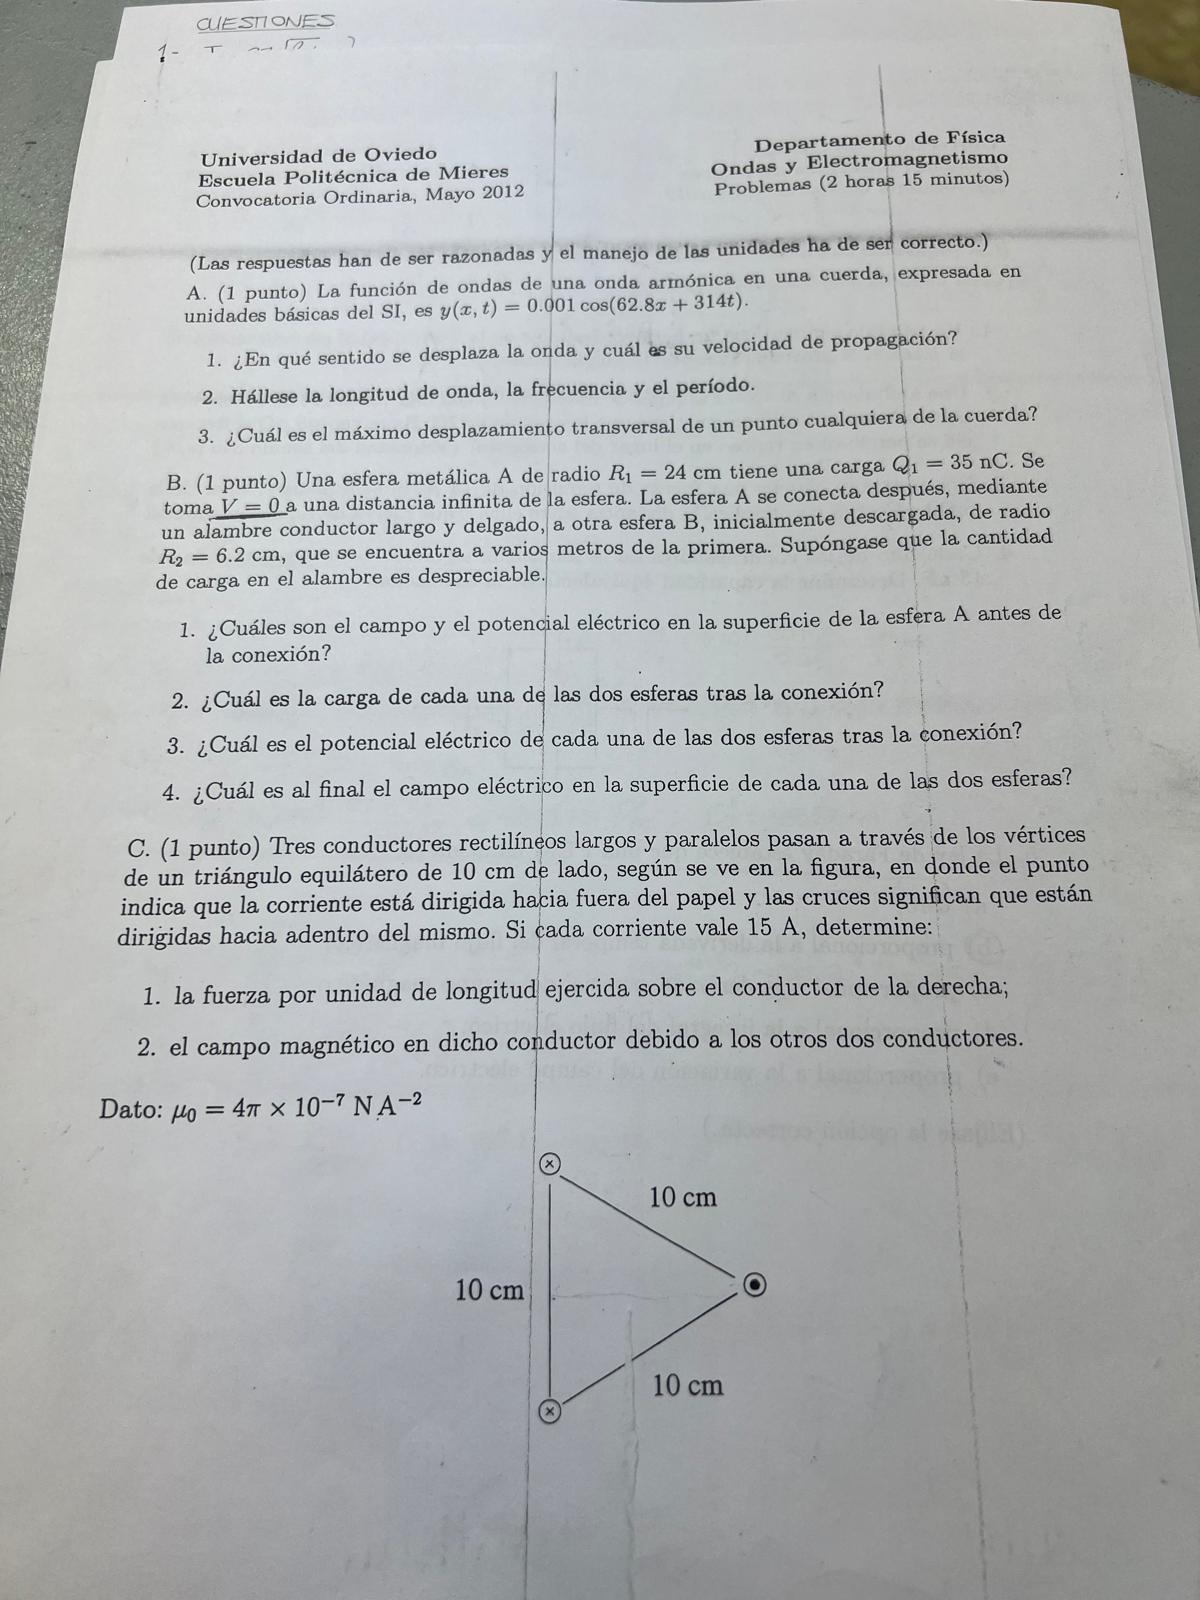 CUESTIONES
1-
Universidad de Oviedo
Escuela Politécnica de Mieres
Convocatoria Ordinaria, Mayo 2012
Departamento de Física
Ondas y Electromagnetismo
Problemas (2 horas 15 minutos)
(Las respuestas han de ser razonadas y el manejo de las unidades ha de ser correcto.)
A. (1 punto) La función de ondas de una onda armónica en una cuerda, expresada en
unidades básicas del SI, es y(x, t) = 0.001 cos(62.8x + 314t).
1. ¿En qué sentido se desplaza la onda y cuál es su velocidad de propagación?
2. Hállese la longitud de onda, la frecuencia y el período.
3. ¿Cuál es el máximo desplazamiento transversal de un punto cualquiera de la cuerda?
B. (1 punto) Una esfera metálica A de radio R₁ = 24 cm tiene una carga Q₁ = 35 nC. Se
toma V = 0 a una distancia infinita de la esfera. La esfera A se conecta después, mediante
un alambre conductor largo y delgado, a otra esfera B, inicialmente descargada, de radio
R₂ = 6.2 cm, que se encuentra a varios metros de la primera. Supóngase que la cantidad
de carga en el alambre es despreciable.
1. ¿Cuáles son el campo y el potencial eléctrico en la superficie de la esfera A antes de
la conexión?
2. ¿Cuál es la carga de cada una de las dos esferas tras la conexión?
3. ¿Cuál es el potencial eléctrico de cada una de las dos esferas tras la conexión?
4. ¿Cuál es al final el campo eléctrico en la superficie de cada una de las dos esferas?
C. (1 punto) Tres conductores rectilíneos largos y paralelos pasan a través de los vértices
de un triángulo equilátero de 10 cm de lado, según se ve en la figura, en donde el punto
indica que la corriente está dirigida hacia fuera del papel y las cruces significan que están
dirigidas hacia adentro del mismo. Si cada corriente vale 15 A, determine:
1. la fuerza por unidad de longitud ejercida sobre el conductor de la derecha;
2. el campo magnético en dicho conductor debido a los otros dos conductores.
Dato: μ₀ = 4π × 10⁻⁷ N A⁻²
10 cm
10 cm
10 cm